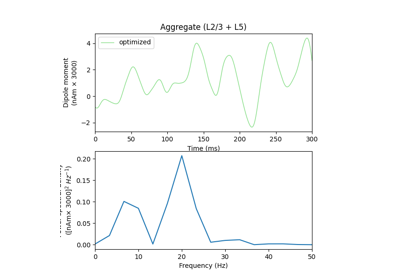 Aggregate (L2/3 + L5)
optimized
Dipole moment
(nAm × 3000)
4
2
0
−2
0 50 100 150 200 250 300
Time (ms)
([nAm× 3000]² Hz⁻¹)
0.20
0.15
0.10
0.05
0.00
0 10 20 30 40 50
Frequency (Hz)